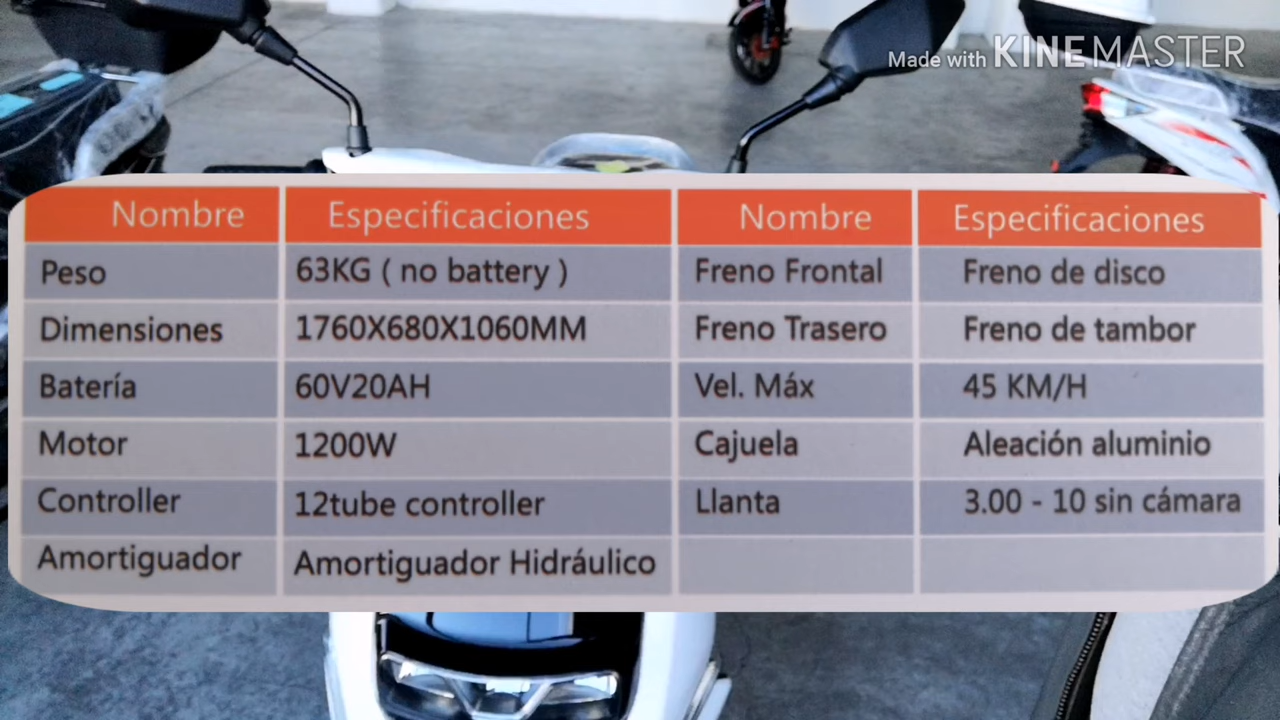 Made with KINEMASTER
Nombre Especificaciones Nombre Especificaciones
Peso 63KG ( no battery ) Freno Frontal Freno de disco
Dimensiones 1760X680X1060MM Freno Trasero Freno de tambor
Batería 60V20AH Vel. Máx 45 KM/H
Motor 1200W Cajuela Aleación aluminio
Controller 12tube controller Llanta 3.00 - 10 sin cámara
Amortiguador Amortiguador Hidráulico